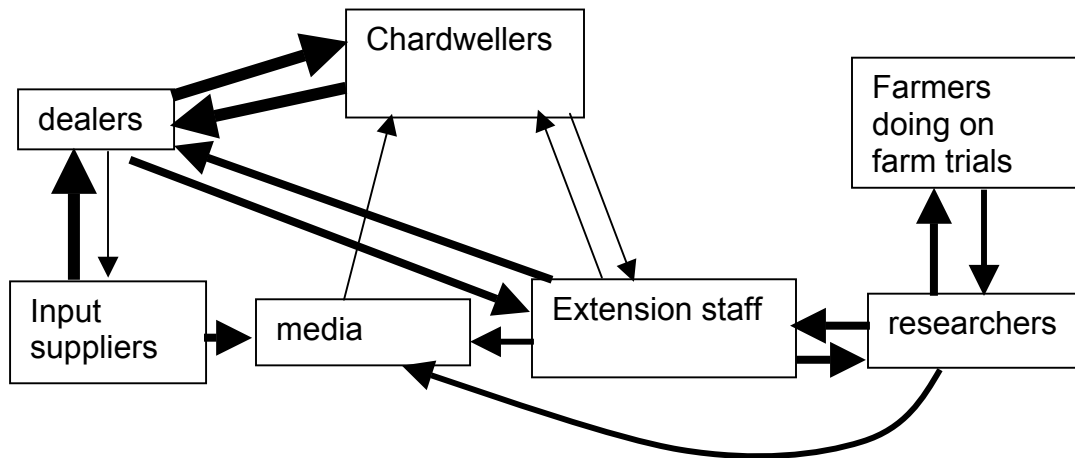 Chardwellers
dealers
Farmers
doing on
farm trials
Input
suppliers
media
Extension staff
researchers